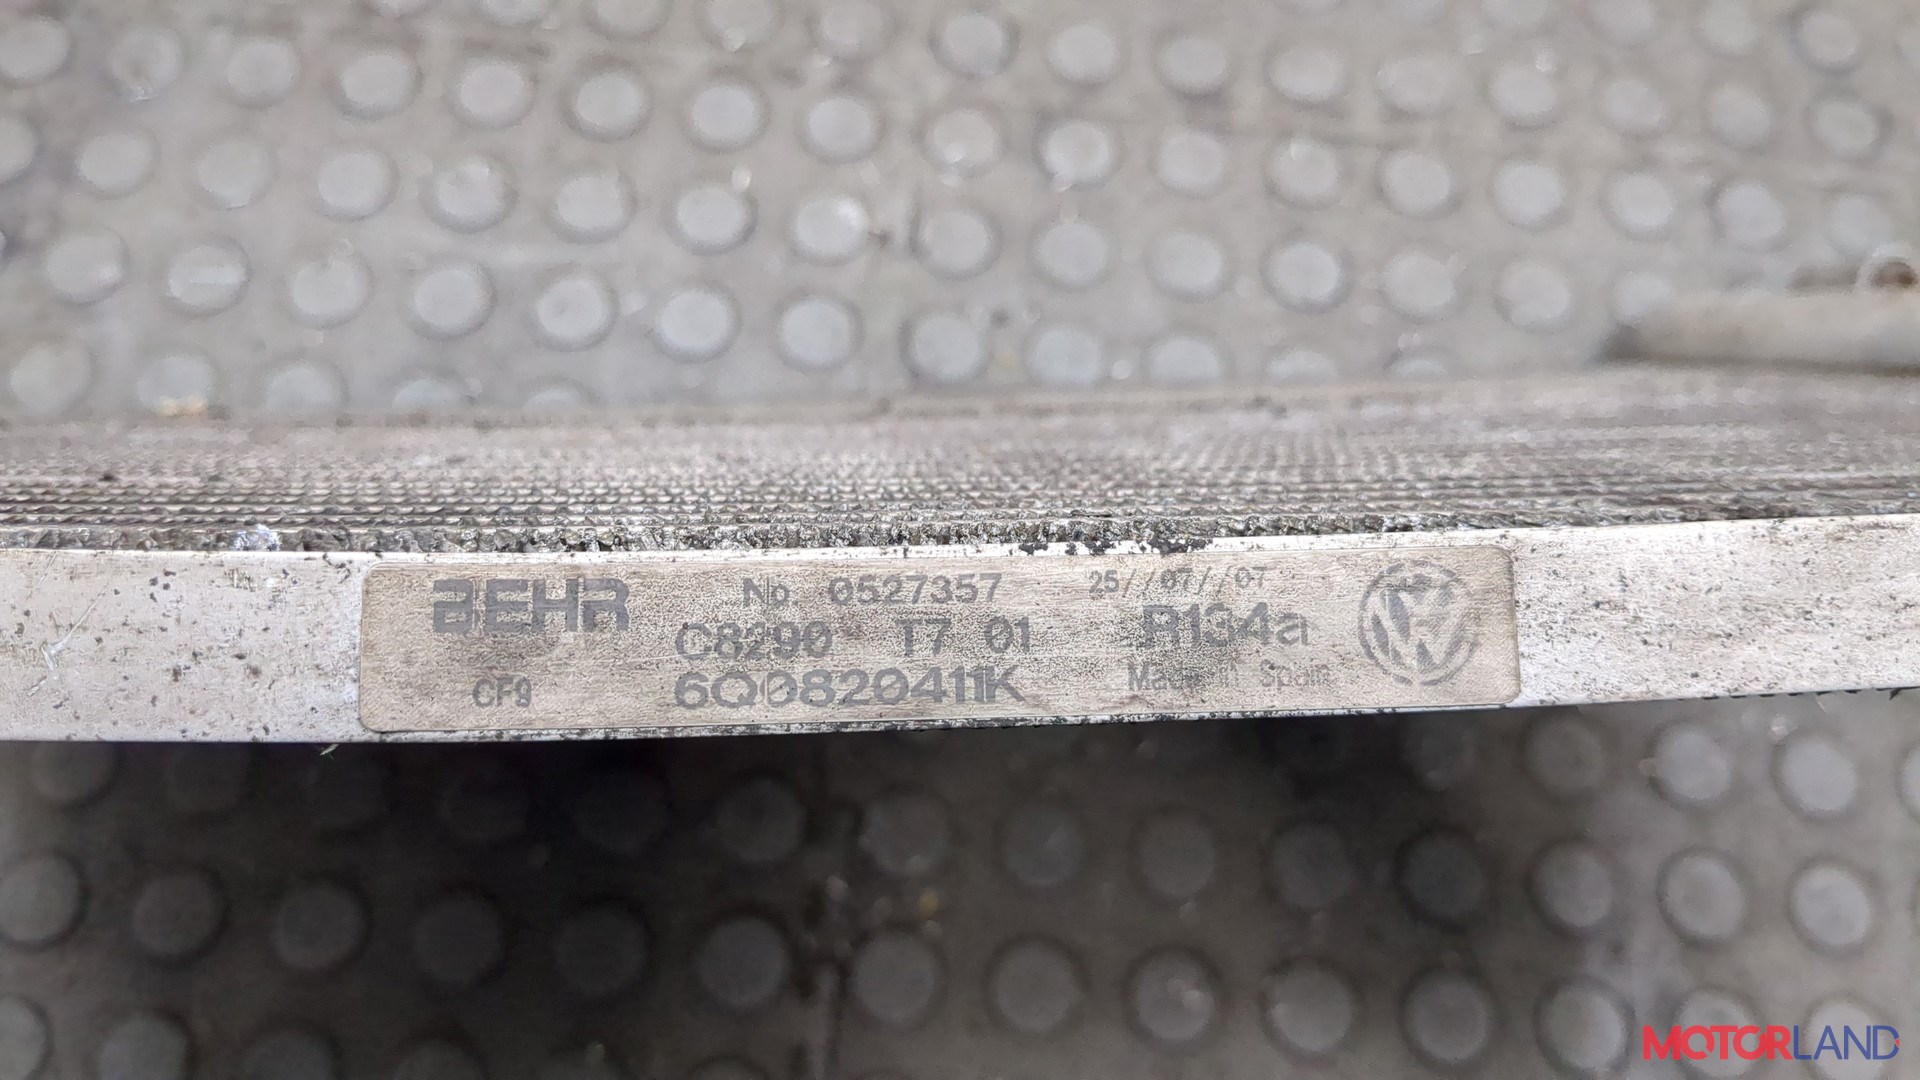 BEHR No 0527357 25//07//07
C8290 T7 01 R134a
CF9 6Q0820411K Made in Spain
MOTORLAND